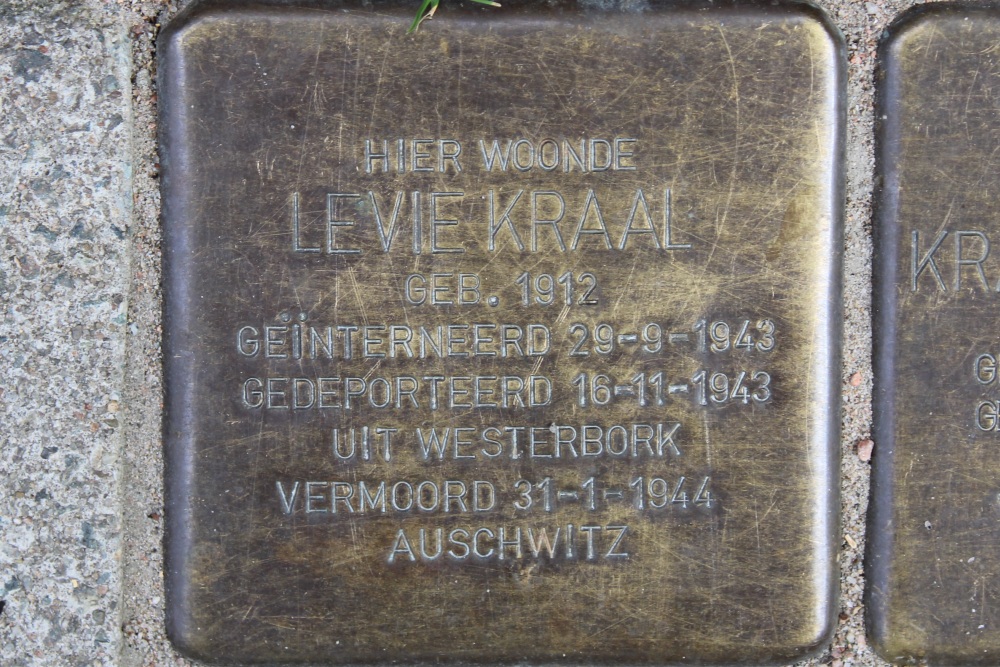 HIER WOONDE
LEVIE KRAAL
GEB. 1912
GEÏNTERNEERD 29-9-1943
GEDEPORTEERD 16-11-1943
UIT WESTERBORK
VERMOORD 31-1-1944
AUSCHWITZ